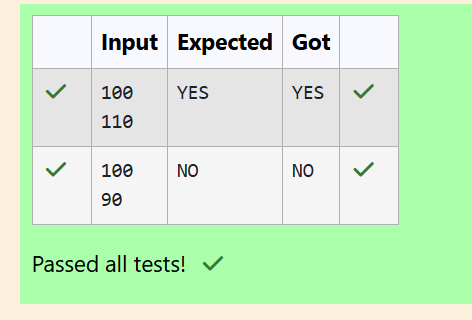 Input Expected Got
100 YES YES
110
100 NO NO
90
Passed all tests!